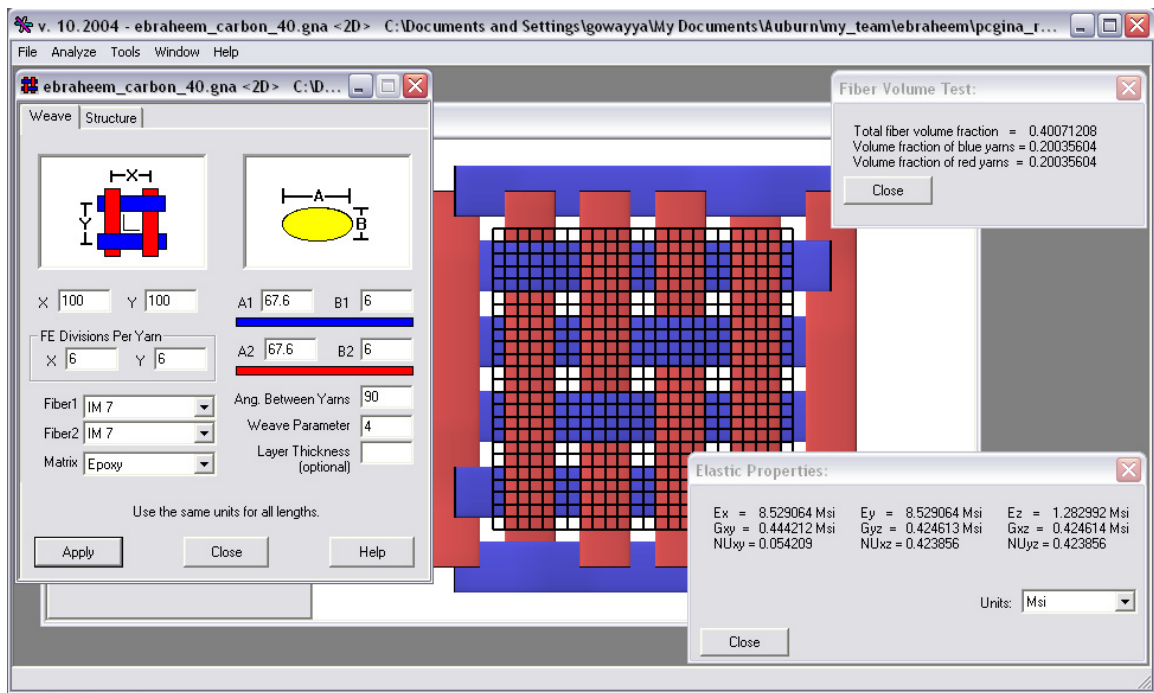 v. 10.2004 - ebraheem_carbon_40.gna <2D> C:\Documents and Settings\gowayya\My Documents\Auburn\my_team\ebraheem\pcgina_r...
File Analyze Tools Window Help
ebraheem_carbon_40.gna <2D> C:\D...
Weave Structure
X
Y
A
B
X 100 Y 100
A1 67.6 B1 6
FE Divisions Per Yarn
X 6 Y 6
A2 67.6 B2 6
Fiber1 IM 7
Fiber2 IM 7
Matrix Epoxy
Ang. Between Yarns 90
Weave Parameter 4
Layer Thickness
(optional)
Use the same units for all lengths.
Apply Close Help
Fiber Volume Test:
Total fiber volume fraction = 0.40071208
Volume fraction of blue yarns = 0.20035604
Volume fraction of red yarns = 0.20035604
Close
Elastic Properties:
Ex = 8.529064 Msi Ey = 8.529064 Msi Ez = 1.282992 Msi
Gxy = 0.444212 Msi Gyz = 0.424613 Msi Gxz = 0.424614 Msi
NUxy = 0.054209 NUxz = 0.423856 NUyz = 0.423856
Units: Msi
Close